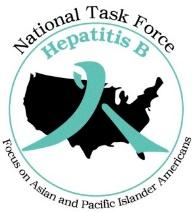 National Task Force
Hepatitis B
Focus on Asian and Pacific Islander Americans